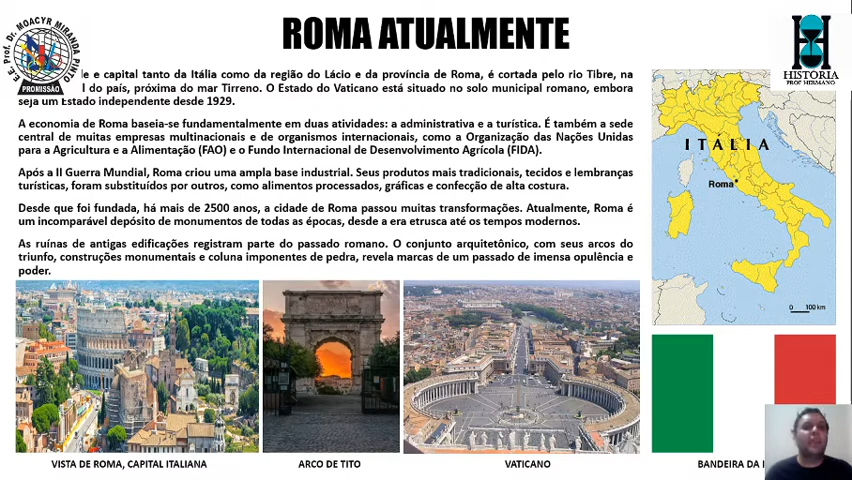 ROMA ATUALMENTE
E.E. Prof. Dr. MOACYR MIRANDA PINTO
PROMISSÃO
HISTORIA
PROF HERMANO
e capital tanto da Itália como da região do Lácio e da província de Roma, é cortada pelo rio Tibre, na
do país, próxima do mar Tirreno. O Estado do Vaticano está situado no solo municipal romano, embora
seja um Estado independente desde 1929.
A economia de Roma baseia-se fundamentalmente em duas atividades: a administrativa e a turística. É também a sede
central de muitas empresas multinacionais e de organismos internacionais, como a Organização das Nações Unidas
para a Agricultura e a Alimentação (FAO) e o Fundo Internacional de Desenvolvimento Agrícola (FIDA).
Após a II Guerra Mundial, Roma criou uma ampla base industrial. Seus produtos mais tradicionais, tecidos e lembranças
turísticas, foram substituídos por outros, como alimentos processados, gráficas e confecção de alta costura.
Desde que foi fundada, há mais de 2500 anos, a cidade de Roma passou muitas transformações. Atualmente, Roma é
um incomparável depósito de monumentos de todas as épocas, desde a era etrusca até os tempos modernos.
As ruínas de antigas edificações registram parte do passado romano. O conjunto arquitetônico, com seus arcos do
triunfo, construções monumentais e coluna imponentes de pedra, revela marcas de um passado de imensa opulência e
poder.
ITÁLIA
Roma
0 100 km
VISTA DE ROMA, CAPITAL ITALIANA
ARCO DE TITO
VATICANO
BANDEIRA DA